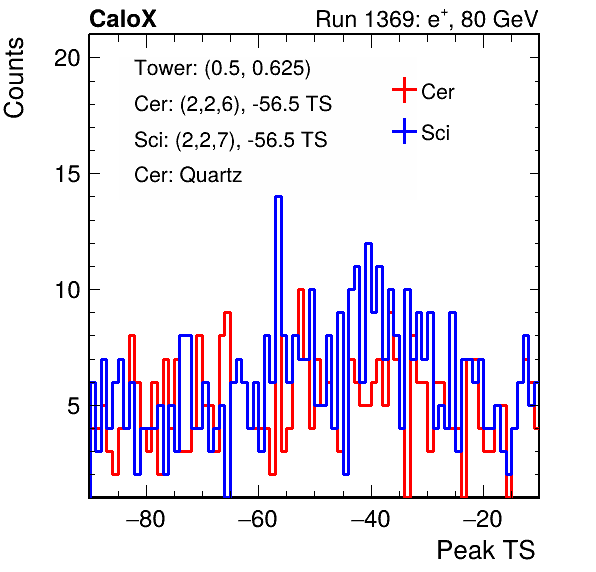 CaloX
Run 1369: e+, 80 GeV
Counts
20
15
10
5
Tower: (0.5, 0.625)
Cer: (2,2,6), -56.5 TS
Sci: (2,2,7), -56.5 TS
Cer: Quartz
Cer
Sci
−80
−60
−40
−20
Peak TS